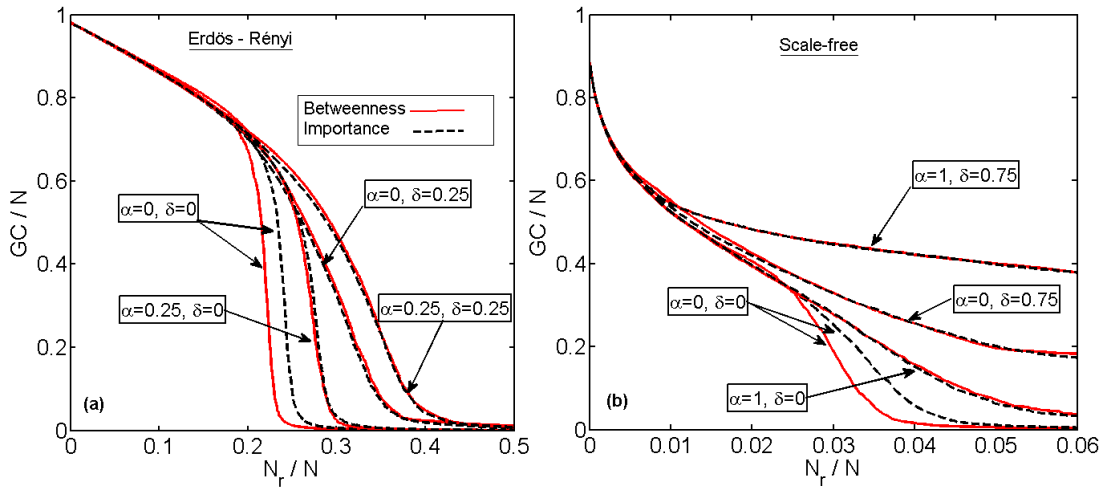 Erdös - Rényi
Betweenness
Importance
α=0, δ=0
α=0, δ=0.25
α=0.25, δ=0
α=0.25, δ=0.25
(a)
GC / N
1
0.8
0.6
0.4
0.2
0
0 0.1 0.2 0.3 0.4 0.5
N_r / N
Scale-free
α=1, δ=0.75
α=0, δ=0.75
α=0, δ=0
α=1, δ=0
(b)
GC / N
1
0.8
0.6
0.4
0.2
0
0 0.01 0.02 0.03 0.04 0.05 0.06
N_r / N